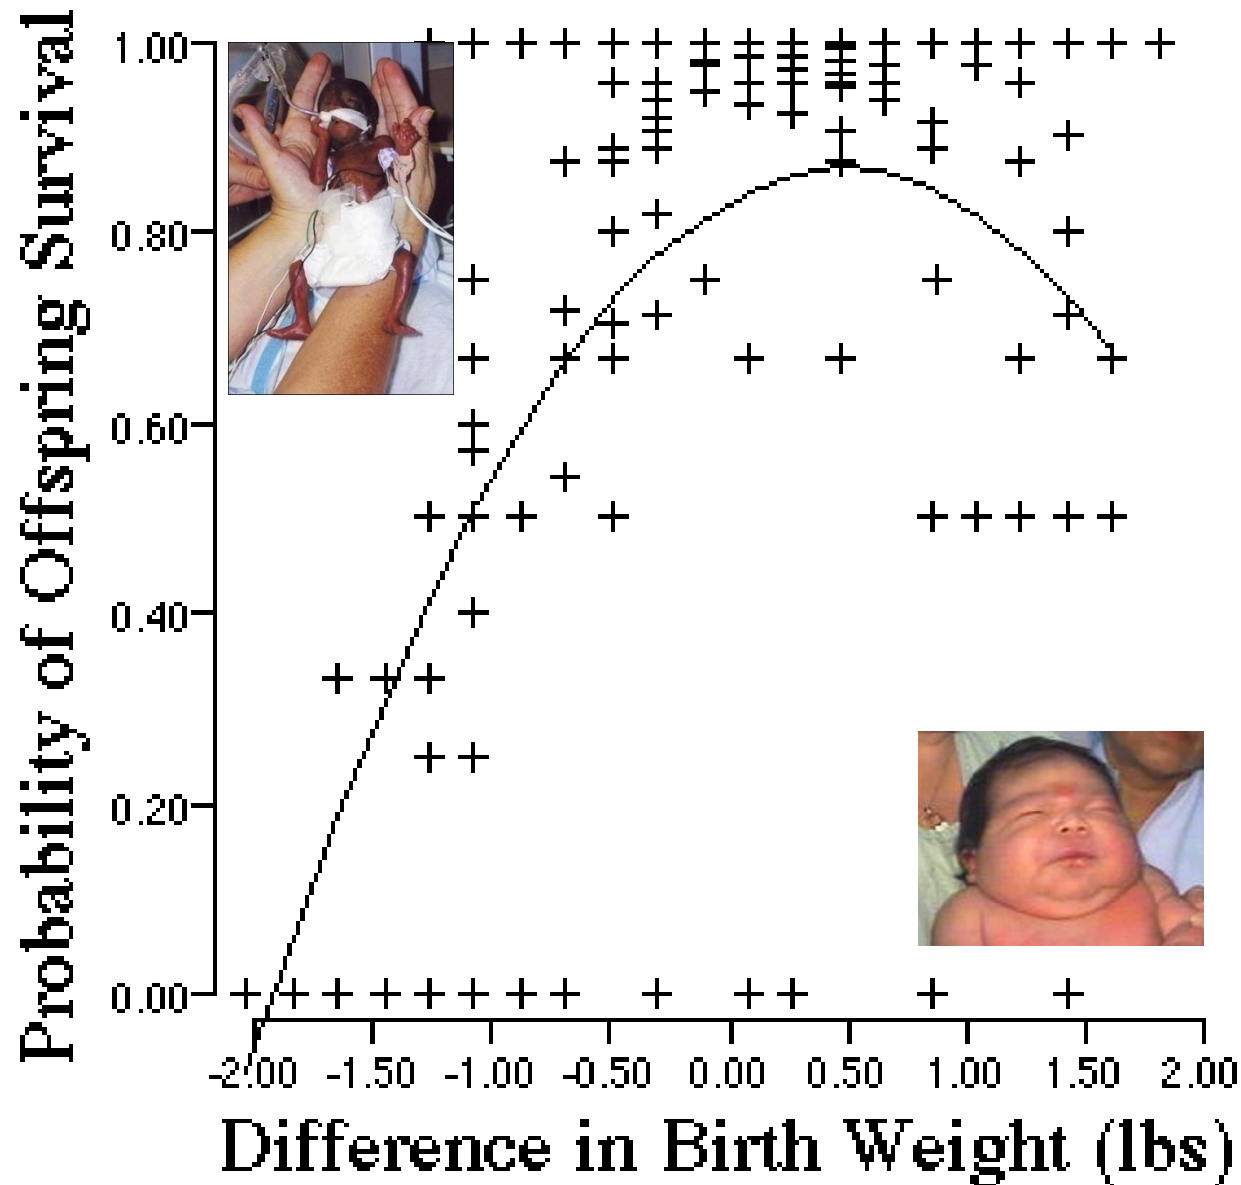 Probability of Offspring Survival
1.00
0.80
0.60
0.40
0.20
0.00
-2.00 -1.50 -1.00 -0.50 0.00 0.50 1.00 1.50 2.00
Difference in Birth Weight (lbs)